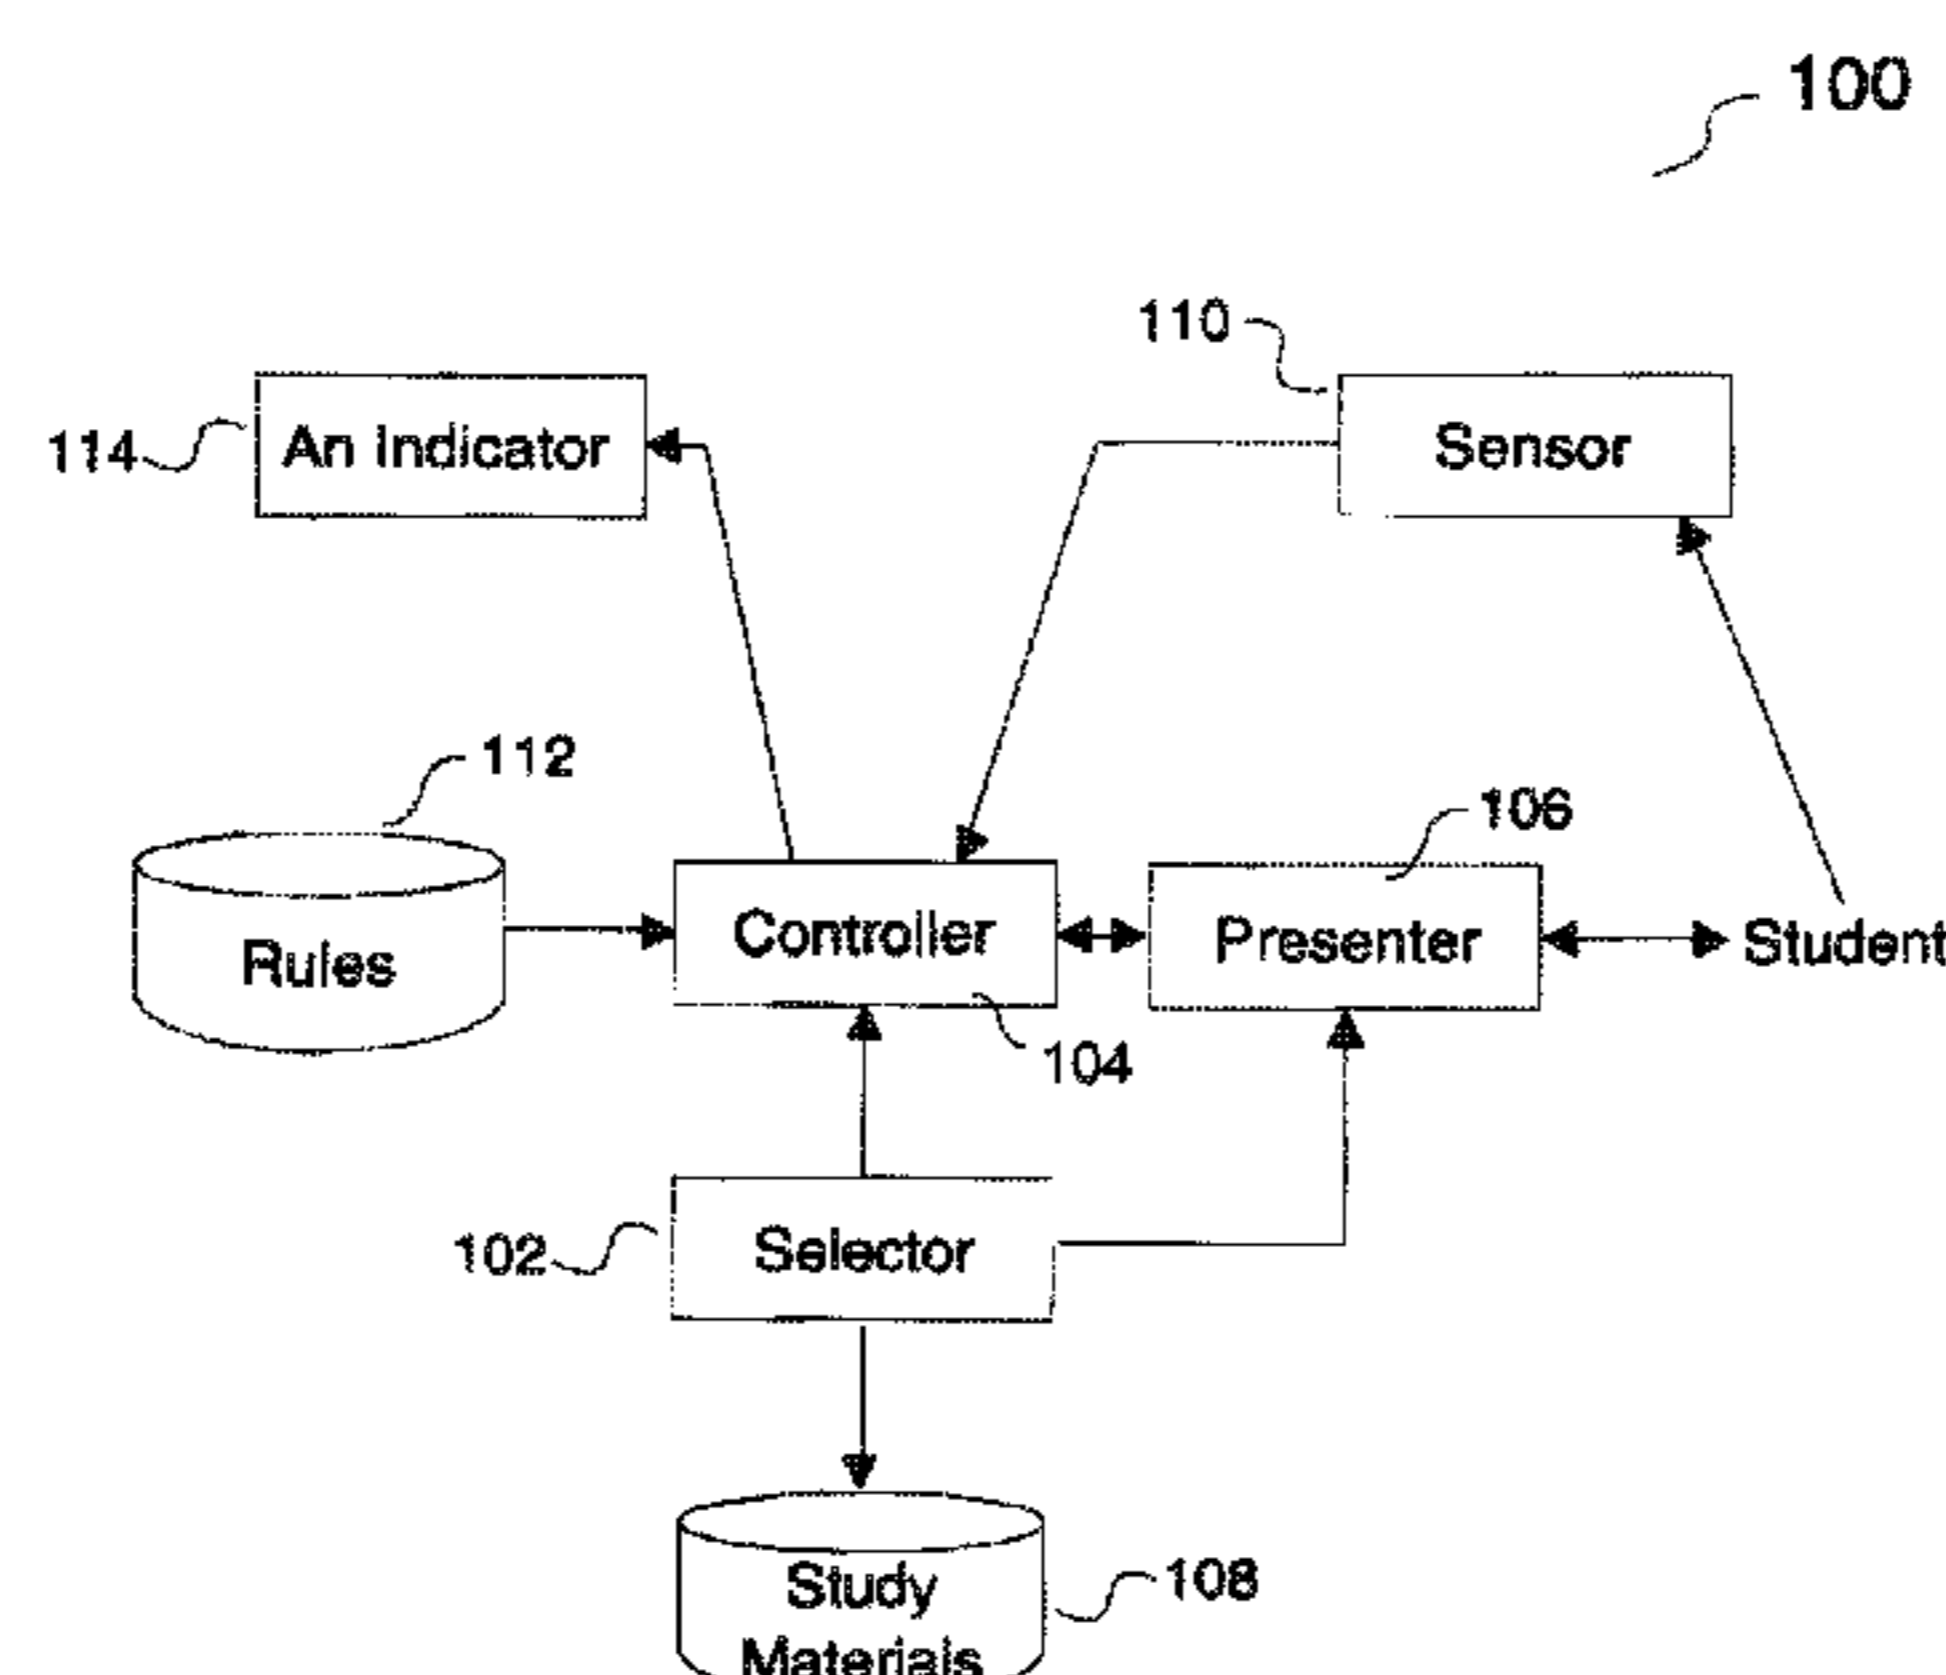 100
110
114
An Indicator
Sensor
112
106
Rules
Controller
Presenter
Student
104
102
Selector
108
Study
Materials